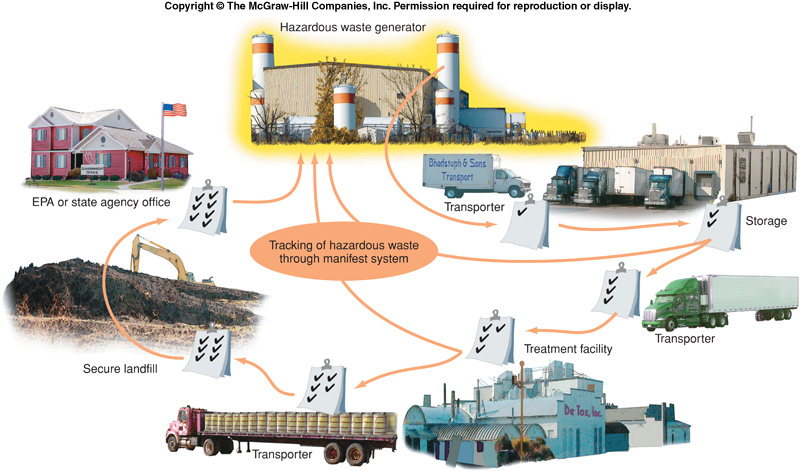 Copyright © The McGraw-Hill Companies, Inc. Permission required for reproduction or display.
Hazardous waste generator
EPA or state agency office
Bhadstuph & Sons
Transport
Transporter
Storage
Tracking of hazardous waste
through manifest system
Transporter
Treatment facility
Secure landfill
De Tox, Inc.
Transporter